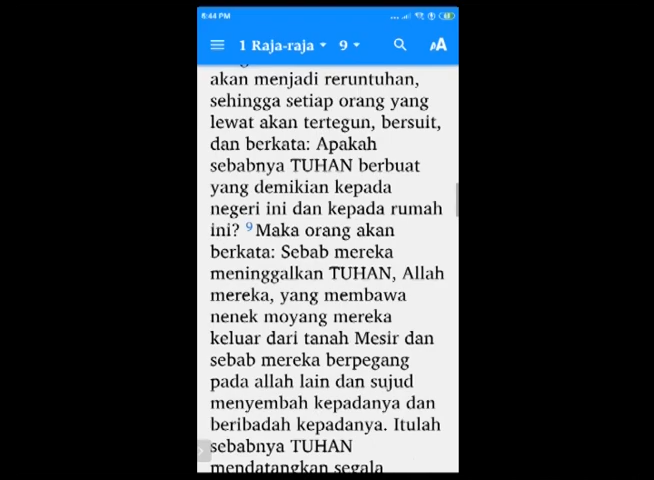 8:44 PM
1 Raja-raja 9
AA
akan menjadi reruntuhan,
sehingga setiap orang yang
lewat akan tertegun, bersuit,
dan berkata: Apakah
sebabnya TUHAN berbuat
yang demikian kepada
negeri ini dan kepada rumah
ini? 9 Maka orang akan
berkata: Sebab mereka
meninggalkan TUHAN, Allah
mereka, yang membawa
nenek moyang mereka
keluar dari tanah Mesir dan
sebab mereka berpegang
pada allah lain dan sujud
menyembah kepadanya dan
beribadah kepadanya. Itulah
sebabnya TUHAN
mendatangkan segala